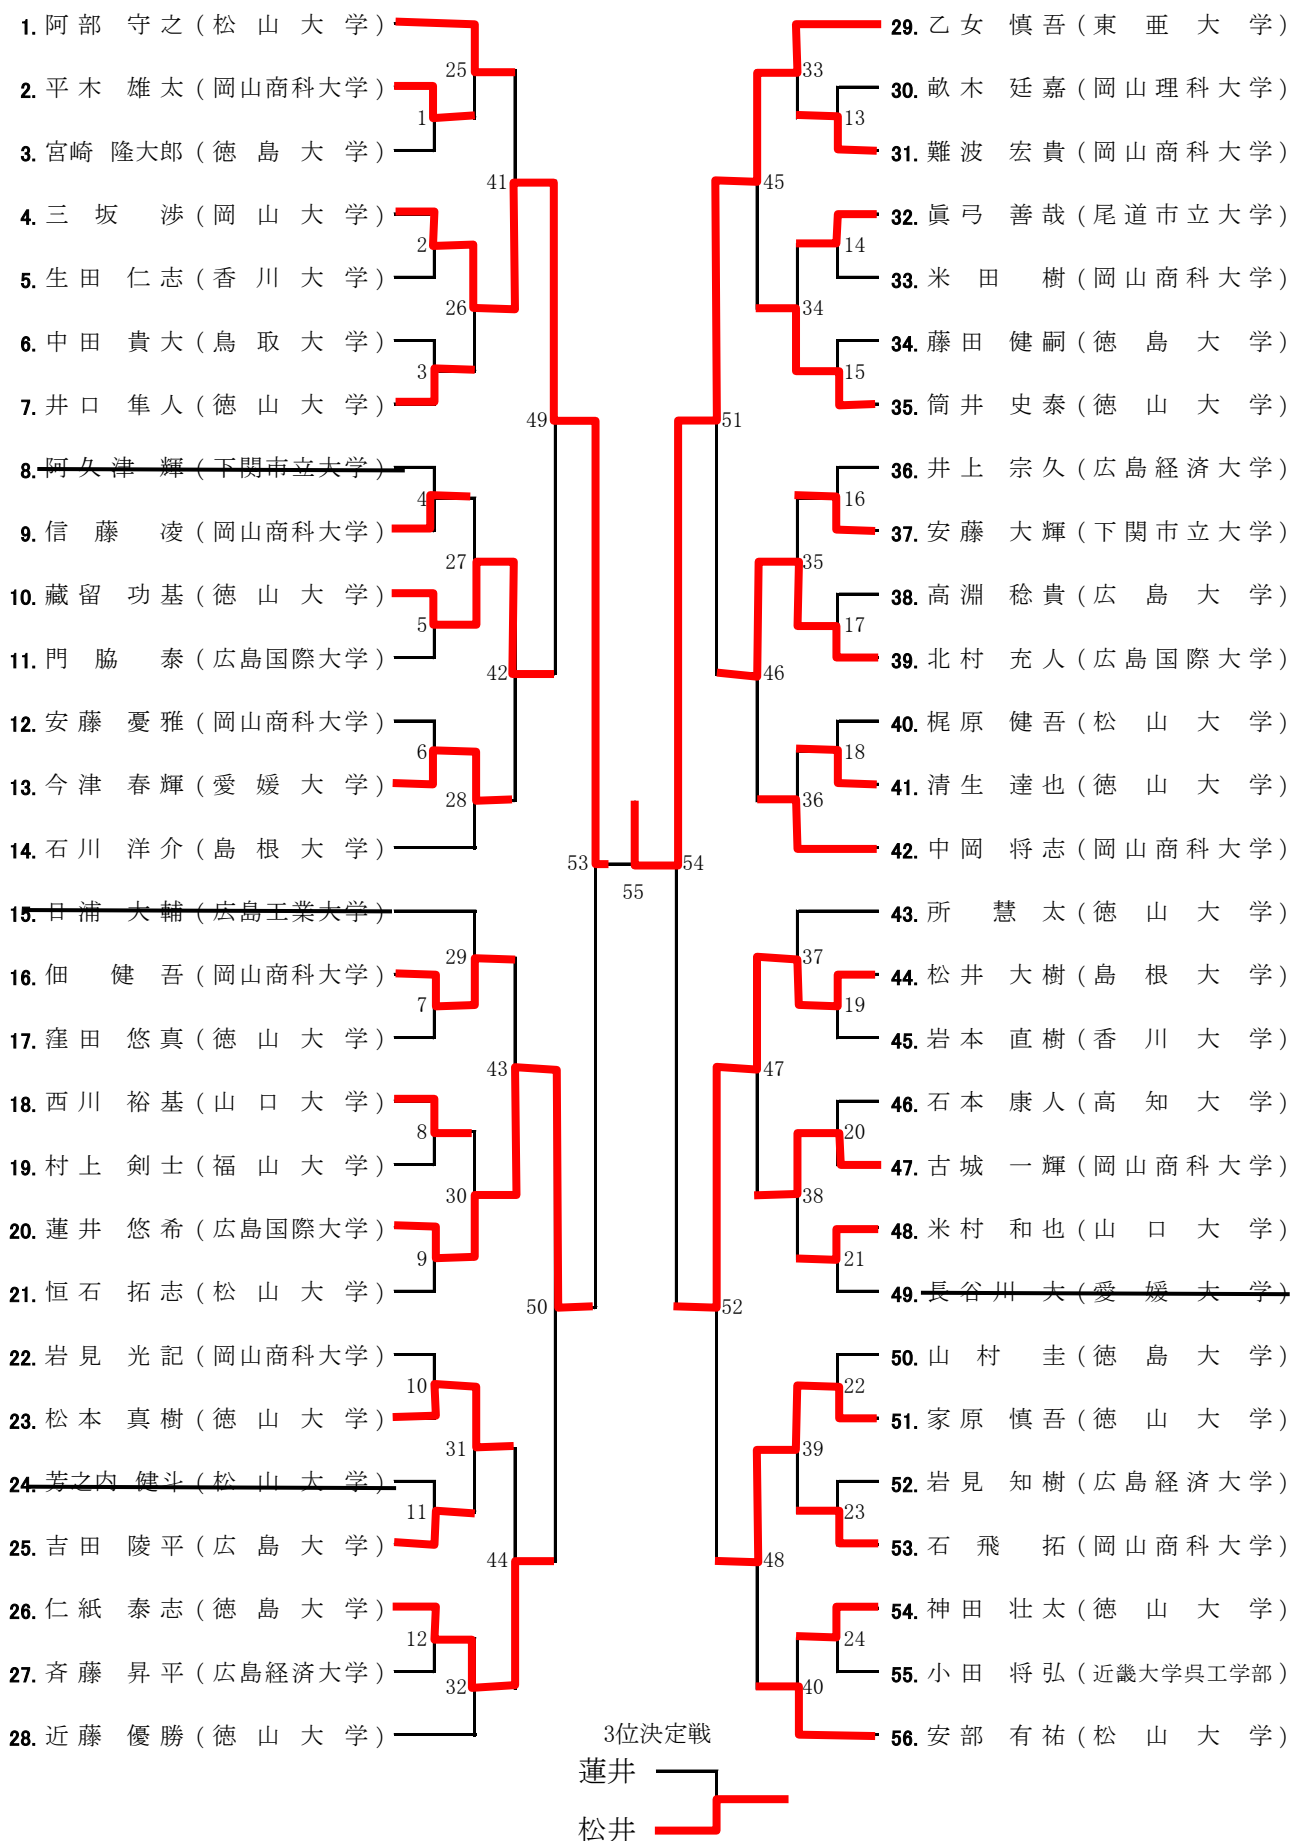 1. 阿部 守之 (松山大学)
2. 平木 雄太 (岡山商科大学)
3. 宮崎 隆大郎 (徳島大学)
4. 三坂 渉 (岡山大学)
5. 生田 仁志 (香川大学)
6. 中田 貴大 (鳥取大学)
7. 井口 隼人 (徳山大学)
8. 阿久津 輝 (下関市立大学)
9. 信藤 凌 (岡山商科大学)
10. 藏留 功基 (徳山大学)
11. 門脇 泰 (広島国際大学)
12. 安藤 憂雅 (岡山商科大学)
13. 今津 春輝 (愛媛大学)
14. 石川 洋介 (島根大学)
15. 日浦 大輔 (広島工業大学)
16. 佃 健吾 (岡山商科大学)
17. 窪田 悠真 (徳山大学)
18. 西川 裕基 (山口大学)
19. 村上 剣士 (福山大学)
20. 蓮井 悠希 (広島国際大学)
21. 恒石 拓志 (松山大学)
22. 岩見 光記 (岡山商科大学)
23. 松本 真樹 (徳山大学)
24. 芳之内 健斗 (松山大学)
25. 吉田 陵平 (広島大学)
26. 仁紙 泰志 (徳島大学)
27. 斉藤 昇平 (広島経済大学)
28. 近藤 優勝 (徳山大学)
1
2
3
4
5
6
7
8
9
10
11
12
25
26
27
28
29
30
31
32
41
42
43
44
49
50
53
55
54
51
52
45
46
47
48
33
34
35
36
37
38
39
40
13
14
15
16
17
18
19
20
21
22
23
24
29. 乙女 慎吾 (東亜大学)
30. 畝木 廷嘉 (岡山理科大学)
31. 難波 宏貴 (岡山商科大学)
32. 眞弓 善哉 (尾道市立大学)
33. 米田 樹 (岡山商科大学)
34. 藤田 健嗣 (徳島大学)
35. 筒井 史泰 (徳山大学)
36. 井上 宗久 (広島経済大学)
37. 安藤 大輝 (下関市立大学)
38. 高淵 稔貴 (広島大学)
39. 北村 充人 (広島国際大学)
40. 梶原 健吾 (松山大学)
41. 清生 達也 (徳山大学)
42. 中岡 将志 (岡山商科大学)
43. 所 慧太 (徳山大学)
44. 松井 大樹 (島根大学)
45. 岩本 直樹 (香川大学)
46. 石本 康人 (高知大学)
47. 古城 一輝 (岡山商科大学)
48. 米村 和也 (山口大学)
49. 長谷川 大 (愛媛大学)
50. 山村 圭 (徳島大学)
51. 家原 慎吾 (徳山大学)
52. 岩見 知樹 (広島経済大学)
53. 石飛 拓 (岡山商科大学)
54. 神田 壮太 (徳山大学)
55. 小田 将弘 (近畿大学呉工学部)
56. 安部 有祐 (松山大学)
3位決定戦
蓮井
松井